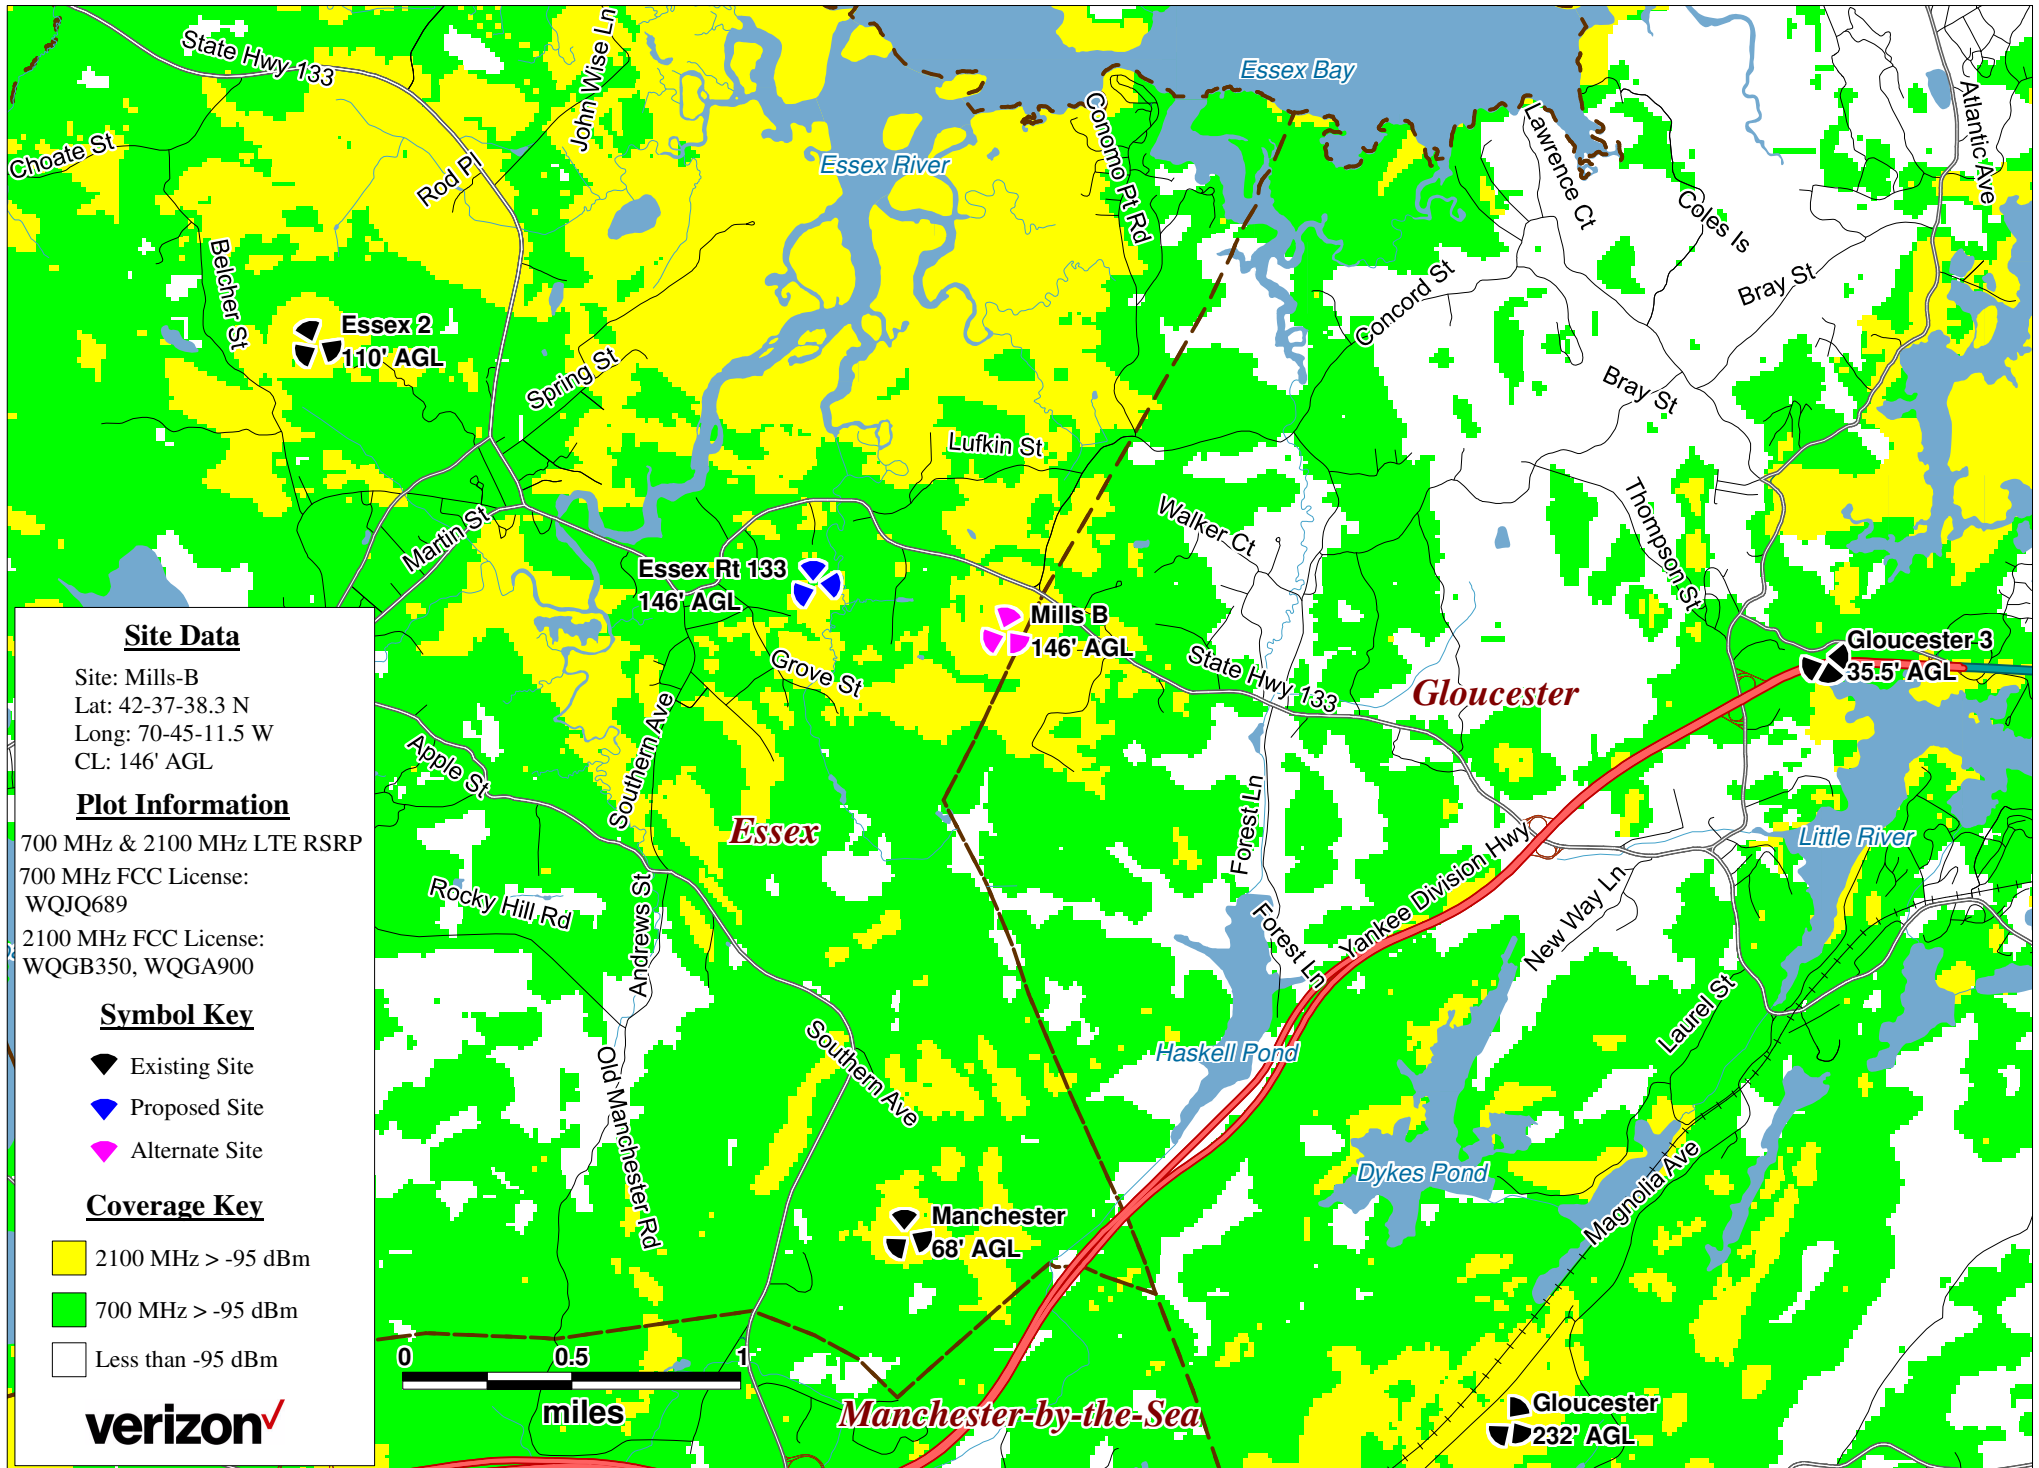 State Hwy 133
John Wise Ln
Essex Bay
Atlantic Ave
Choate St
Rod Pl
Essex River
Conomo Pt Rd
Lawrence Ct
Coles Is
Bray St
Belcher St
Essex 2
110' AGL
Spring St
Concord St
Bray St
Lufkin St
Walker Ct
Thompson St
Martin St
Essex Rt 133
146' AGL
Mills B
146' AGL
Grove St
State Hwy 133
Gloucester
Gloucester 3
35.5' AGL
Southern Ave
Apple St
Essex
Forest Ln
Yankee Division Hwy
Little River
Rocky Hill Rd
Andrews St
Forest Ln
New Way Ln
Laurel St
Old Manchester Rd
Southern Ave
Haskell Pond
Dykes Pond
Magnolia Ave
Manchester
68' AGL
Gloucester
232' AGL
Manchester-by-the-Sea
0 0.5 1
miles
Site Data
Site: Mills-B
Lat: 42-37-38.3 N
Long: 70-45-11.5 W
CL: 146' AGL
Plot Information
700 MHz & 2100 MHz LTE RSRP
700 MHz FCC License:
WQJQ689
2100 MHz FCC License:
WQGB350, WQGA900
Symbol Key
Existing Site
Proposed Site
Alternate Site
Coverage Key
2100 MHz > -95 dBm
700 MHz > -95 dBm
Less than -95 dBm
verizon